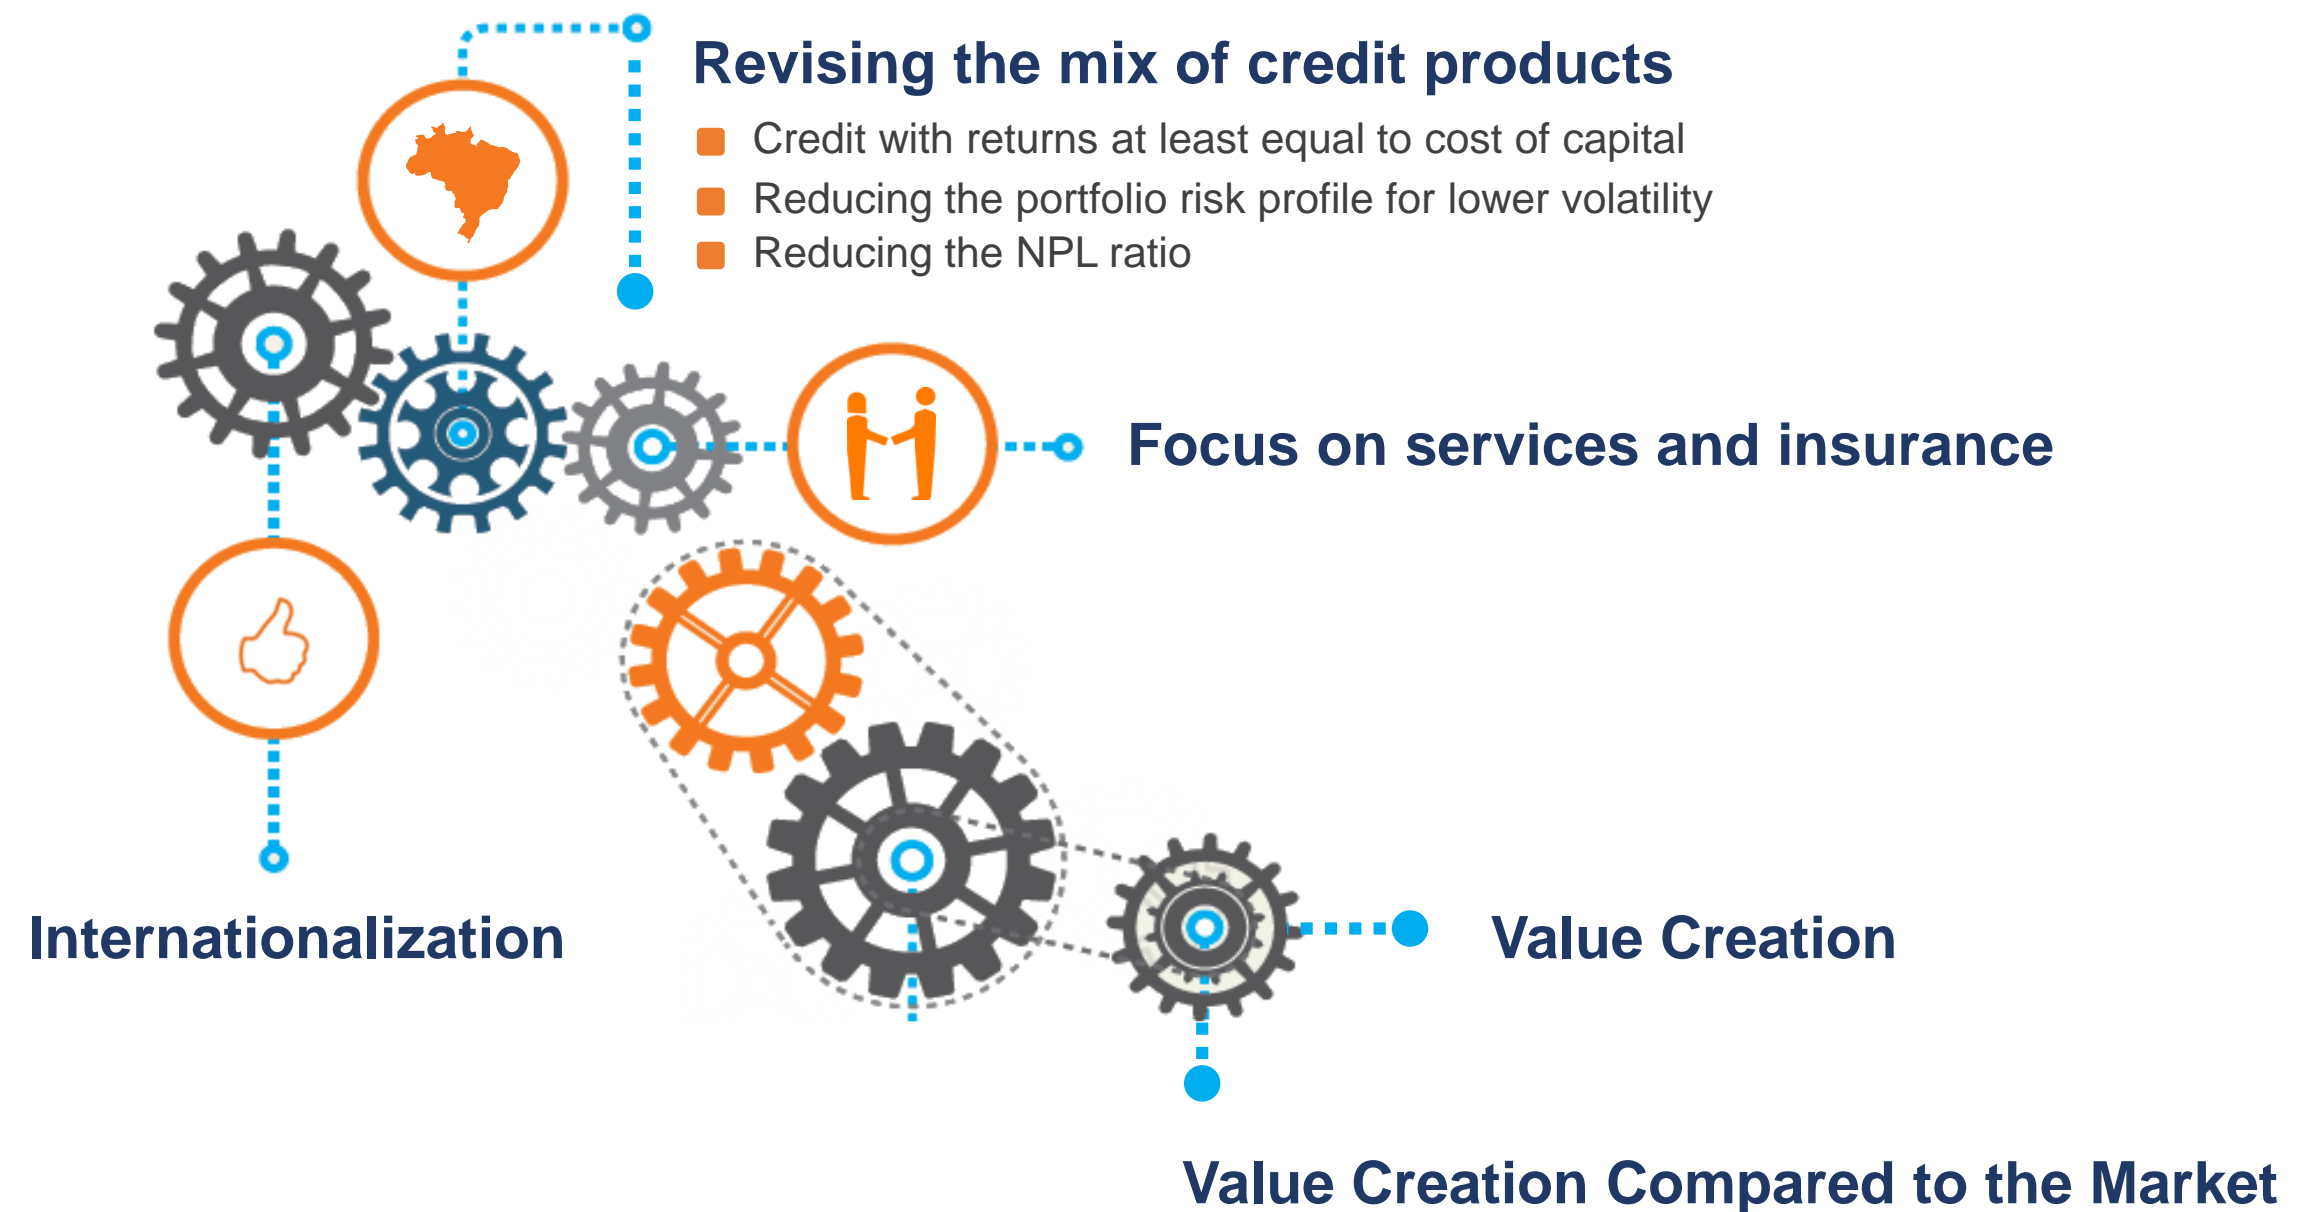 Revising the mix of credit products
Credit with returns at least equal to cost of capital
Reducing the portfolio risk profile for lower volatility
Reducing the NPL ratio
Focus on services and insurance
Internationalization
Value Creation
Value Creation Compared to the Market